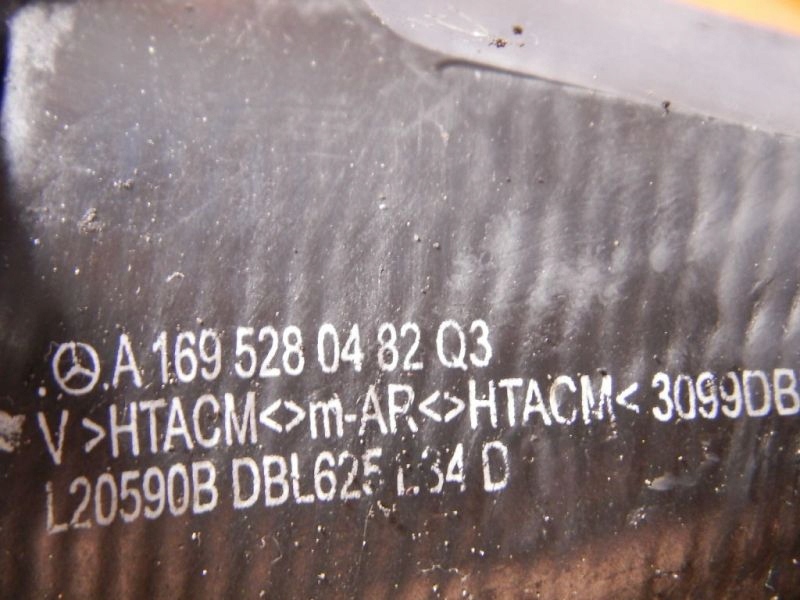 A 169 528 04 82 Q3
V >HTACM<>m-AR<>HTACM< 3099DB
L20590B DBL625 D